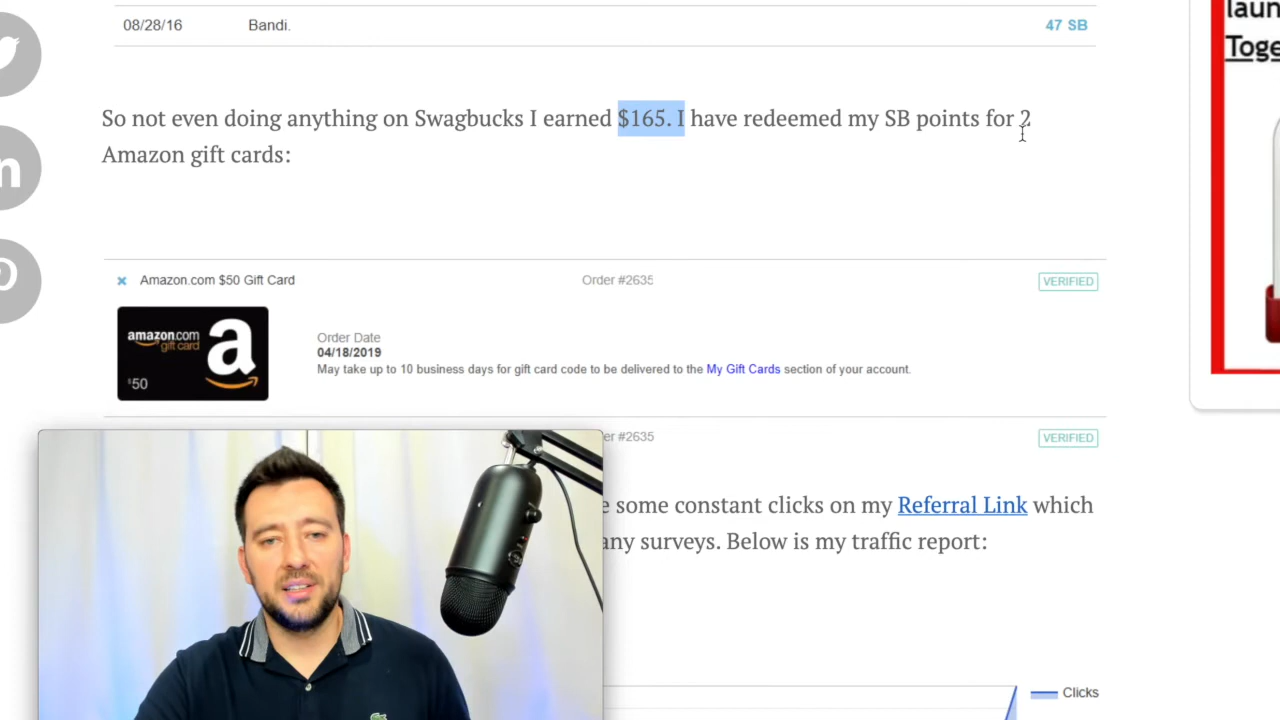 laun
Toge
08/28/16 Bandi. 47 SB
So not even doing anything on Swagbucks I earned $165. I have redeemed my SB points for 2
Amazon gift cards:
Amazon.com $50 Gift Card Order #2635 VERIFIED
amazon.com
gift card
a
$50
Order Date
04/18/2019
May take up to 10 business days for gift card code to be delivered to the My Gift Cards section of your account.
er #2635 VERIFIED
e some constant clicks on my Referral Link which
any surveys. Below is my traffic report:
Clicks